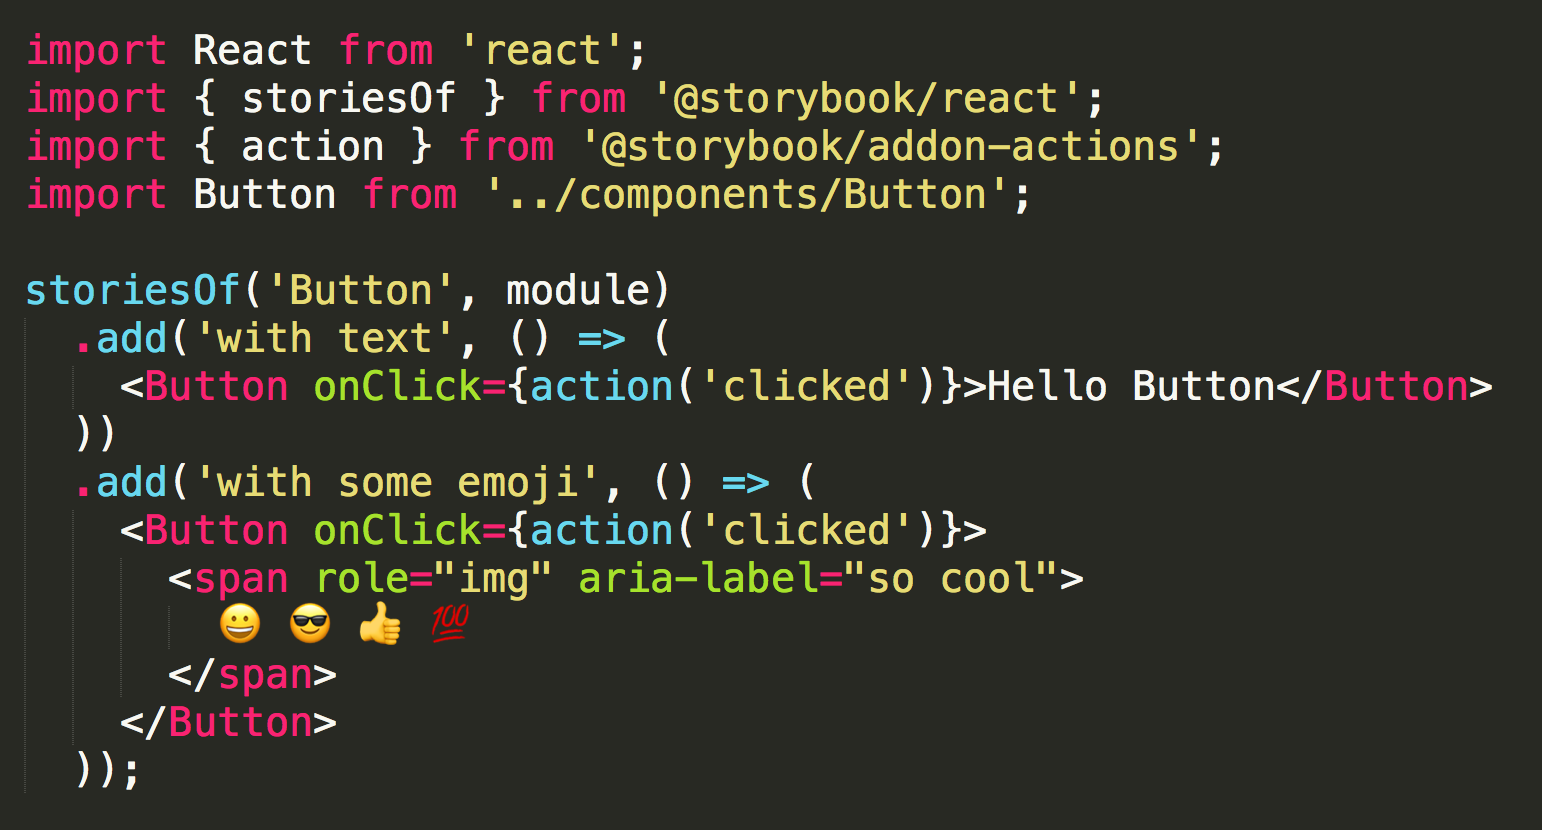 import React from 'react';
import { storiesOf } from '@storybook/react';
import { action } from '@storybook/addon-actions';
import Button from '../components/Button';

storiesOf('Button', module)
  .add('with text', () => (
    <Button onClick={action('clicked')}>Hello Button</Button>
  ))
  .add('with some emoji', () => (
    <Button onClick={action('clicked')}>
      <span role="img" aria-label="so cool">
        😀 😎 👍 💯
      </span>
    </Button>
  ));